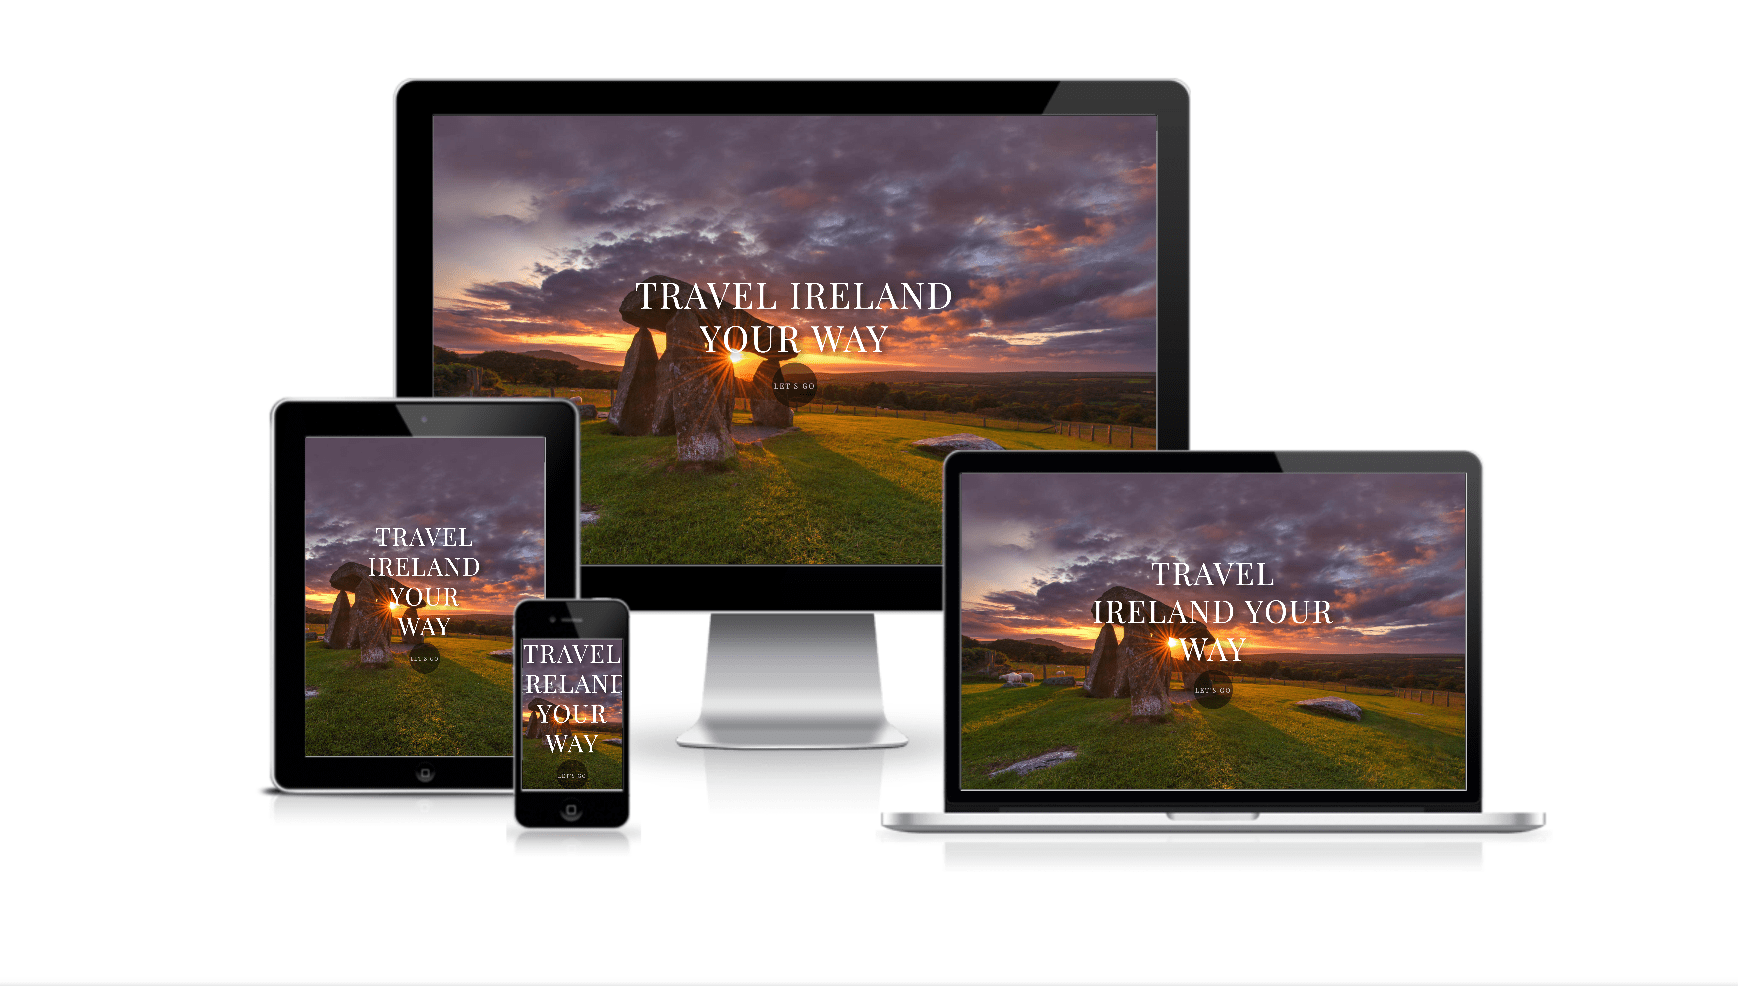 TRAVEL IRELAND
YOUR WAY
LET'S GO
TRAVEL
IRELAND
YOUR
WAY
LET'S GO
TRAVEL
RELAND
YOUR
WAY
LET'S GO
TRAVEL
IRELAND YOUR
WAY
LET'S GO